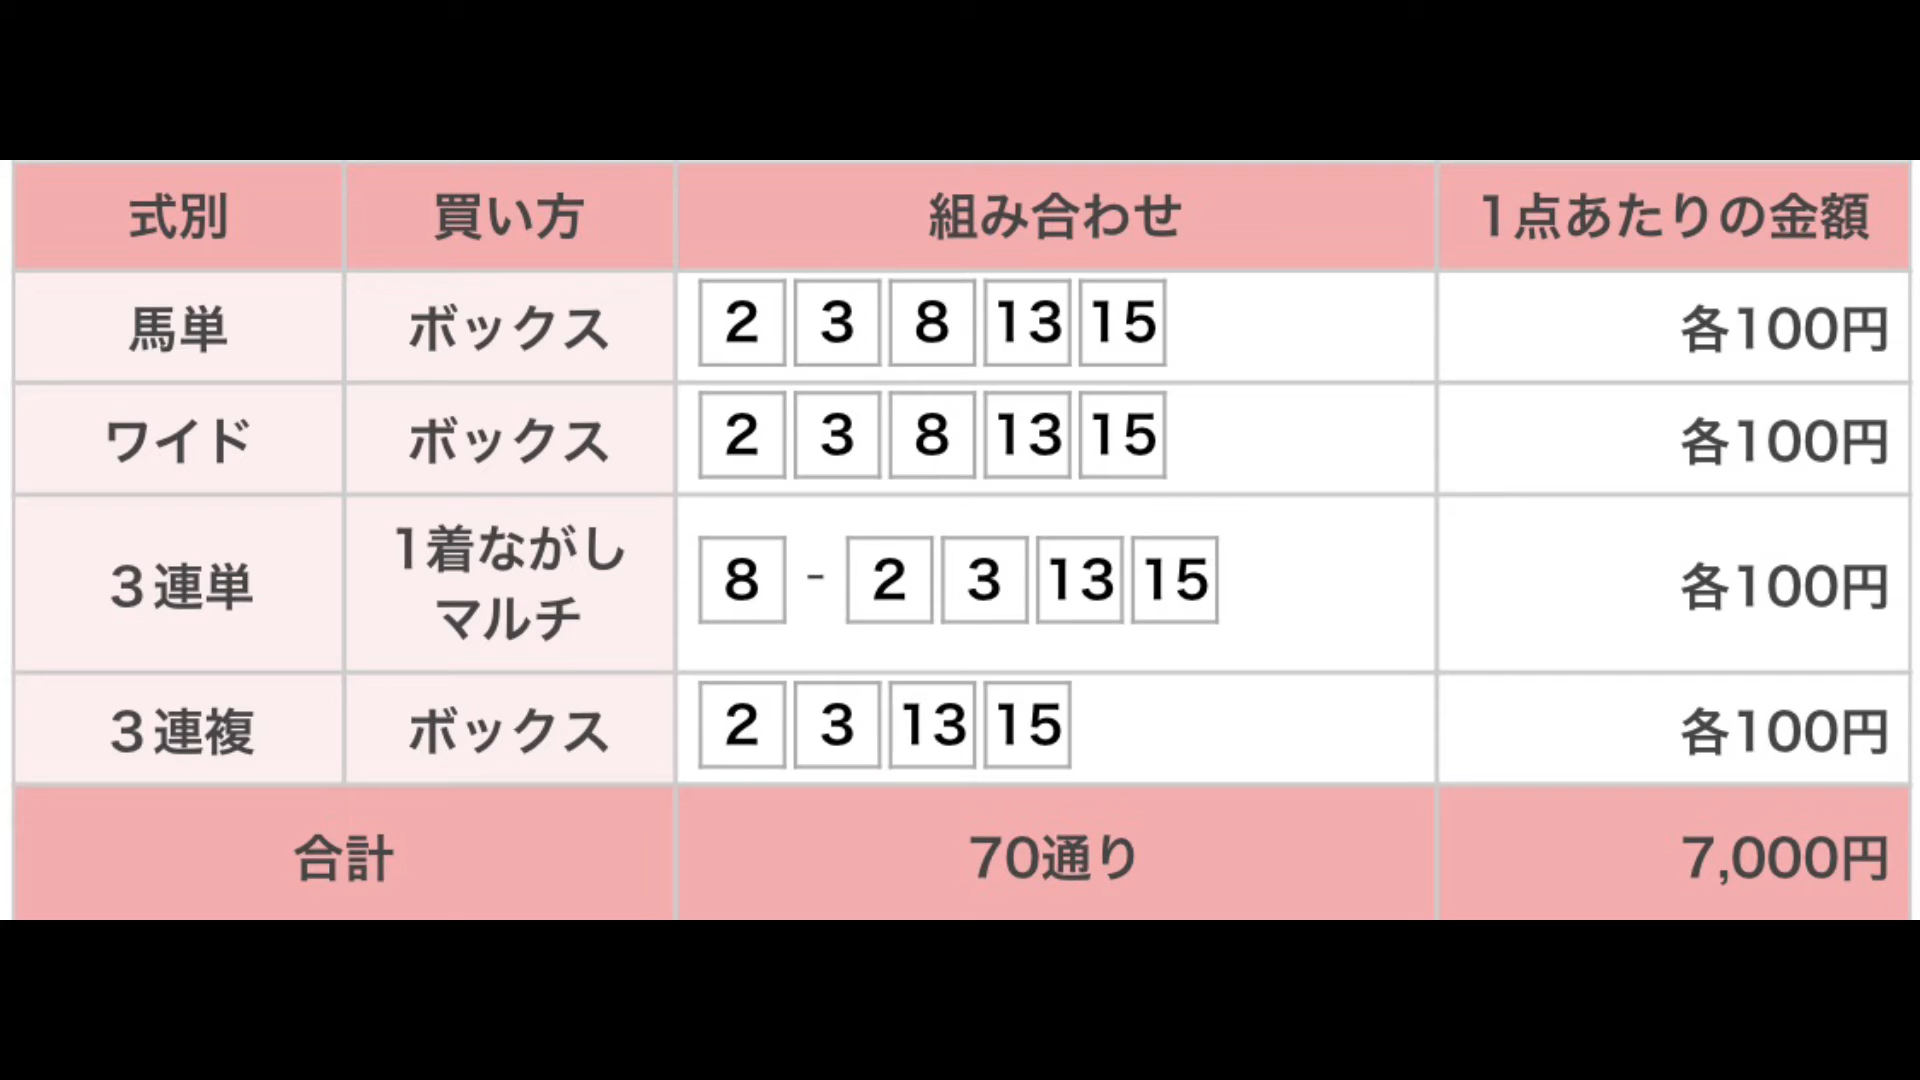 式別 買い方 組み合わせ 1点あたりの金額
馬単 ボックス 2 3 8 13 15 各100円
ワイド ボックス 2 3 8 13 15 各100円
３連単 1着ながし マルチ 8 - 2 3 13 15 各100円
３連複 ボックス 2 3 13 15 各100円
合計 70通り 7,000円